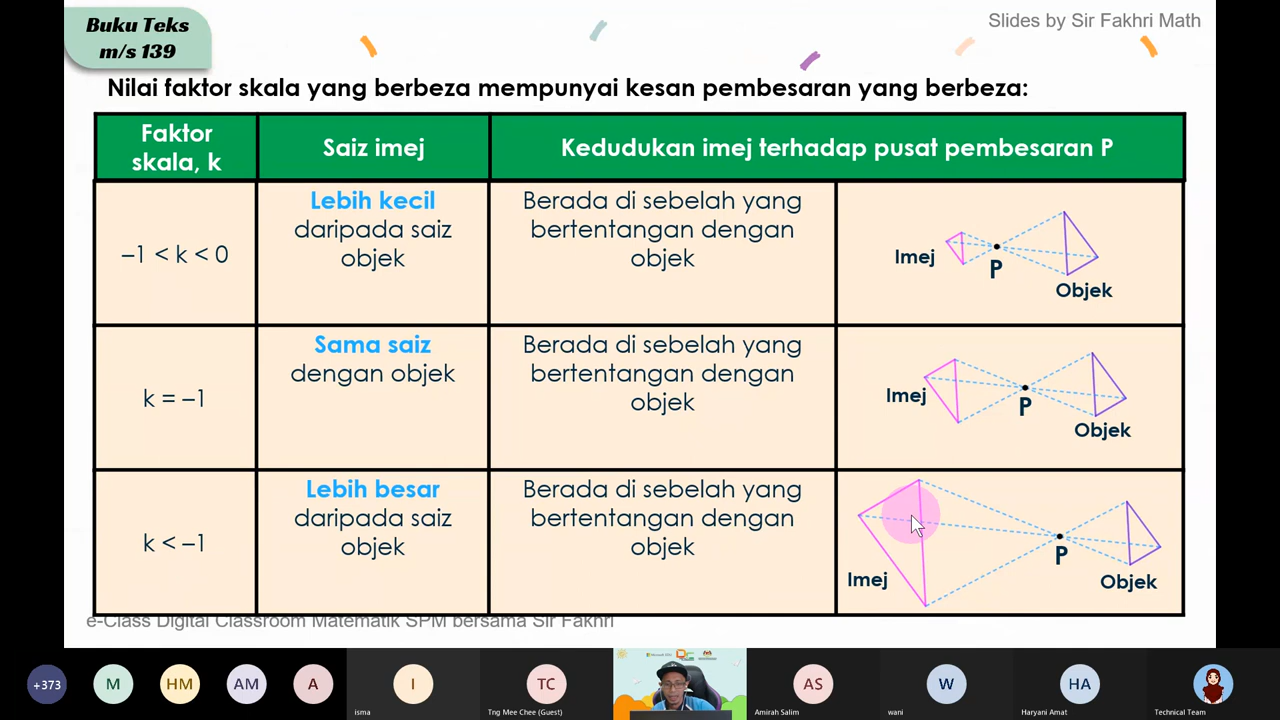 Buku Teks
m/s 139
Slides by Sir Fakhri Math
Nilai faktor skala yang berbeza mempunyai kesan pembesaran yang berbeza:
Faktor
skala, k
Saiz imej
Kedudukan imej terhadap pusat pembesaran P
–1 < k < 0
Lebih kecil
daripada saiz
objek
Berada di sebelah yang
bertentangan dengan
objek
Imej
P
Objek
k = –1
Sama saiz
dengan objek
Berada di sebelah yang
bertentangan dengan
objek
Imej
P
Objek
k < –1
Lebih besar
daripada saiz
objek
Berada di sebelah yang
bertentangan dengan
objek
Imej
P
Objek
e-Class Digital Classroom Matematik SPM bersama Sir Fakhri
+373
M
HM
AM
A
I
isma
TC
Tng Mee Chee (Guest)
AS
Amirah Salim
W
wani
HA
Haryani Amat
Technical Team